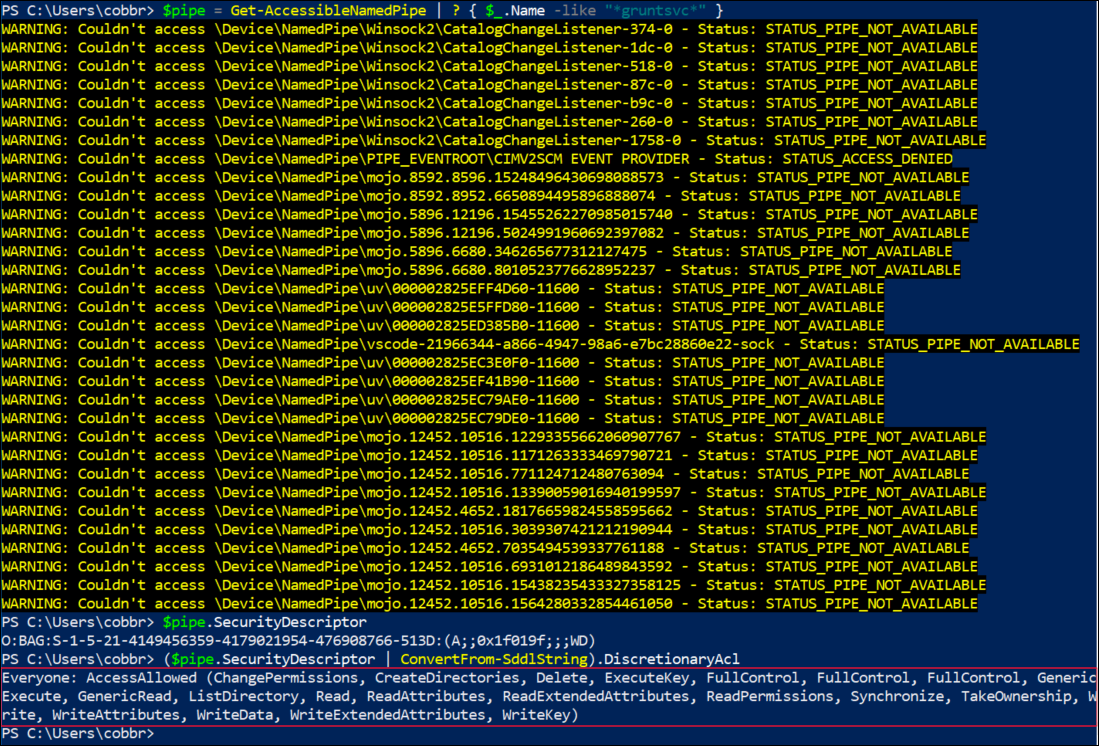 PS C:\Users\cobbr> $pipe = Get-AccessibleNamedPipe | ? { $_.Name -like "*gruntsvc*" }
WARNING: Couldn't access \Device\NamedPipe\Winsock2\CatalogChangeListener-374-0 - Status: STATUS_PIPE_NOT_AVAILABLE
WARNING: Couldn't access \Device\NamedPipe\Winsock2\CatalogChangeListener-1dc-0 - Status: STATUS_PIPE_NOT_AVAILABLE
WARNING: Couldn't access \Device\NamedPipe\Winsock2\CatalogChangeListener-518-0 - Status: STATUS_PIPE_NOT_AVAILABLE
WARNING: Couldn't access \Device\NamedPipe\Winsock2\CatalogChangeListener-87c-0 - Status: STATUS_PIPE_NOT_AVAILABLE
WARNING: Couldn't access \Device\NamedPipe\Winsock2\CatalogChangeListener-b9c-0 - Status: STATUS_PIPE_NOT_AVAILABLE
WARNING: Couldn't access \Device\NamedPipe\Winsock2\CatalogChangeListener-260-0 - Status: STATUS_PIPE_NOT_AVAILABLE
WARNING: Couldn't access \Device\NamedPipe\Winsock2\CatalogChangeListener-1758-0 - Status: STATUS_PIPE_NOT_AVAILABLE
WARNING: Couldn't access \Device\NamedPipe\PIPE_EVENTROOT\CIMV2SCM EVENT PROVIDER - Status: STATUS_ACCESS_DENIED
WARNING: Couldn't access \Device\NamedPipe\mojo.8592.8596.15248496430698088573 - Status: STATUS_PIPE_NOT_AVAILABLE
WARNING: Couldn't access \Device\NamedPipe\mojo.8592.8952.6650894495896888074 - Status: STATUS_PIPE_NOT_AVAILABLE
WARNING: Couldn't access \Device\NamedPipe\mojo.5896.12196.15455262270985015740 - Status: STATUS_PIPE_NOT_AVAILABLE
WARNING: Couldn't access \Device\NamedPipe\mojo.5896.12196.5024991960692397082 - Status: STATUS_PIPE_NOT_AVAILABLE
WARNING: Couldn't access \Device\NamedPipe\mojo.5896.6680.346265677312127475 - Status: STATUS_PIPE_NOT_AVAILABLE
WARNING: Couldn't access \Device\NamedPipe\mojo.5896.6680.8010523776628952237 - Status: STATUS_PIPE_NOT_AVAILABLE
WARNING: Couldn't access \Device\NamedPipe\uv\000002825EFF4D60-11600 - Status: STATUS_PIPE_NOT_AVAILABLE
WARNING: Couldn't access \Device\NamedPipe\uv\000002825E5FFD80-11600 - Status: STATUS_PIPE_NOT_AVAILABLE
WARNING: Couldn't access \Device\NamedPipe\uv\000002825ED385B0-11600 - Status: STATUS_PIPE_NOT_AVAILABLE
WARNING: Couldn't access \Device\NamedPipe\vscode-21966344-a866-4947-98a6-e7bc28860e22-sock - Status: STATUS_PIPE_NOT_AVAILABLE
WARNING: Couldn't access \Device\NamedPipe\uv\000002825EC3E0F0-11600 - Status: STATUS_PIPE_NOT_AVAILABLE
WARNING: Couldn't access \Device\NamedPipe\uv\000002825EF41B90-11600 - Status: STATUS_PIPE_NOT_AVAILABLE
WARNING: Couldn't access \Device\NamedPipe\uv\000002825EC79AE0-11600 - Status: STATUS_PIPE_NOT_AVAILABLE
WARNING: Couldn't access \Device\NamedPipe\uv\000002825EC79DE0-11600 - Status: STATUS_PIPE_NOT_AVAILABLE
WARNING: Couldn't access \Device\NamedPipe\mojo.12452.10516.12293355662060907767 - Status: STATUS_PIPE_NOT_AVAILABLE
WARNING: Couldn't access \Device\NamedPipe\mojo.12452.10516.1171263333469790721 - Status: STATUS_PIPE_NOT_AVAILABLE
WARNING: Couldn't access \Device\NamedPipe\mojo.12452.10516.771124712480763094 - Status: STATUS_PIPE_NOT_AVAILABLE
WARNING: Couldn't access \Device\NamedPipe\mojo.12452.10516.13390059016940199597 - Status: STATUS_PIPE_NOT_AVAILABLE
WARNING: Couldn't access \Device\NamedPipe\mojo.12452.4652.18176659824558595662 - Status: STATUS_PIPE_NOT_AVAILABLE
WARNING: Couldn't access \Device\NamedPipe\mojo.12452.10516.3039307421212190944 - Status: STATUS_PIPE_NOT_AVAILABLE
WARNING: Couldn't access \Device\NamedPipe\mojo.12452.4652.7035494539337761188 - Status: STATUS_PIPE_NOT_AVAILABLE
WARNING: Couldn't access \Device\NamedPipe\mojo.12452.10516.6931012186489843592 - Status: STATUS_PIPE_NOT_AVAILABLE
WARNING: Couldn't access \Device\NamedPipe\mojo.12452.10516.15438235433327358125 - Status: STATUS_PIPE_NOT_AVAILABLE
WARNING: Couldn't access \Device\NamedPipe\mojo.12452.10516.1564280332854461050 - Status: STATUS_PIPE_NOT_AVAILABLE
PS C:\Users\cobbr> $pipe.SecurityDescriptor
O:BAG:S-1-5-21-4149456359-4179021954-476908766-513D:(A;;0x1f019f;;;WD)
PS C:\Users\cobbr> ($pipe.SecurityDescriptor | ConvertFrom-SddlString).DiscretionaryAcl
Everyone: AccessAllowed (ChangePermissions, CreateDirectories, Delete, ExecuteKey, FullControl, FullControl, FullControl, Generic
Execute, GenericRead, ListDirectory, Read, ReadAttributes, ReadExtendedAttributes, ReadPermissions, Synchronize, TakeOwnership, W
rite, WriteAttributes, WriteData, WriteExtendedAttributes, WriteKey)
PS C:\Users\cobbr>